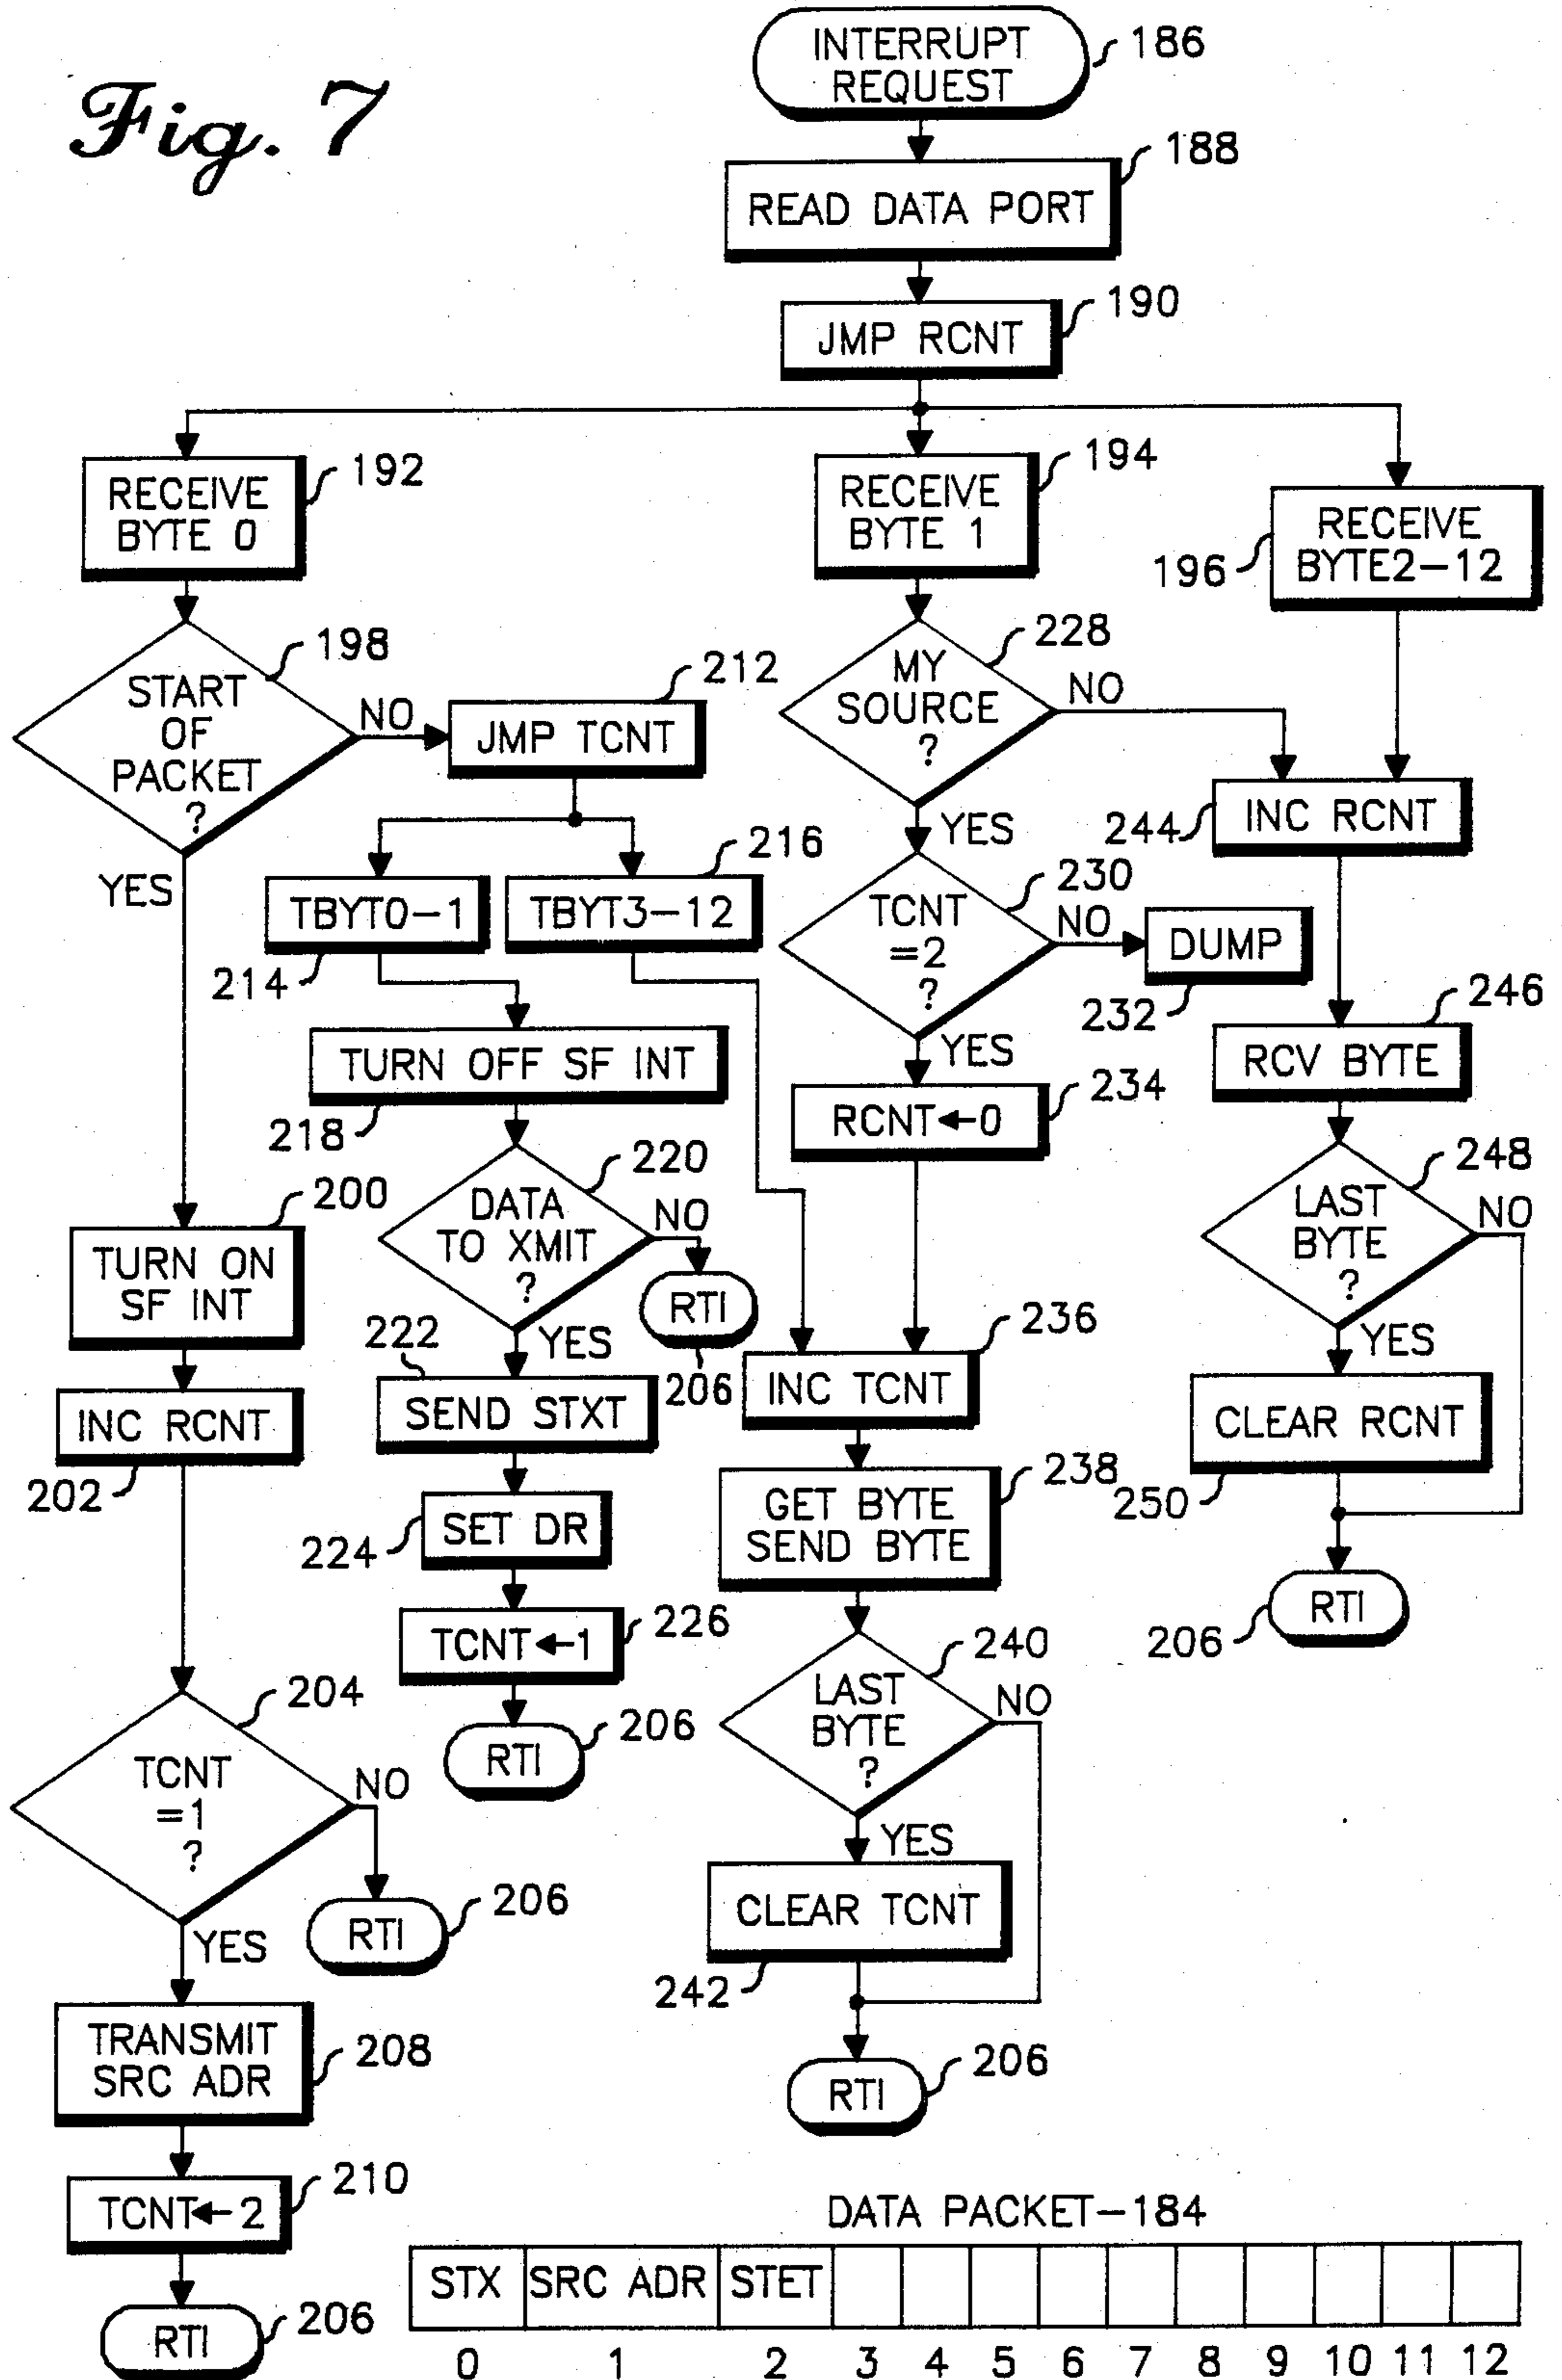 Fig. 7
INTERRUPT
REQUEST
186
READ DATA PORT
188
JMP RCNT
190
RECEIVE
BYTE 0
192
RECEIVE
BYTE 1
194
RECEIVE
BYTE2-12
196
START
OF
PACKET
?
198
NO
YES
JMP TCNT
212
MY
SOURCE
?
228
NO
YES
INC RCNT
244
TBYT0-1
214
TBYT3-12
216
TCNT
=2
?
230
NO
YES
DUMP
232
TURN OFF SF INT
218
RCNT←0
234
RCV BYTE
246
DATA
TO XMIT
?
220
NO
YES
RTI
206
LAST
BYTE
?
248
NO
YES
TURN ON
SF INT
200
INC RCNT
202
SEND STXT
222
SET DR
224
TCNT←1
226
RTI
206
INC TCNT
236
GET BYTE
SEND BYTE
238
CLEAR RCNT
250
RTI
206
LAST
BYTE
?
240
NO
YES
CLEAR TCNT
242
RTI
206
TCNT
=1
?
204
NO
YES
RTI
206
TRANSMIT
SRC ADR
208
TCNT←2
210
RTI
206
DATA PACKET-184
STX SRC ADR STET
0 1 2 3 4 5 6 7 8 9 10 11 12